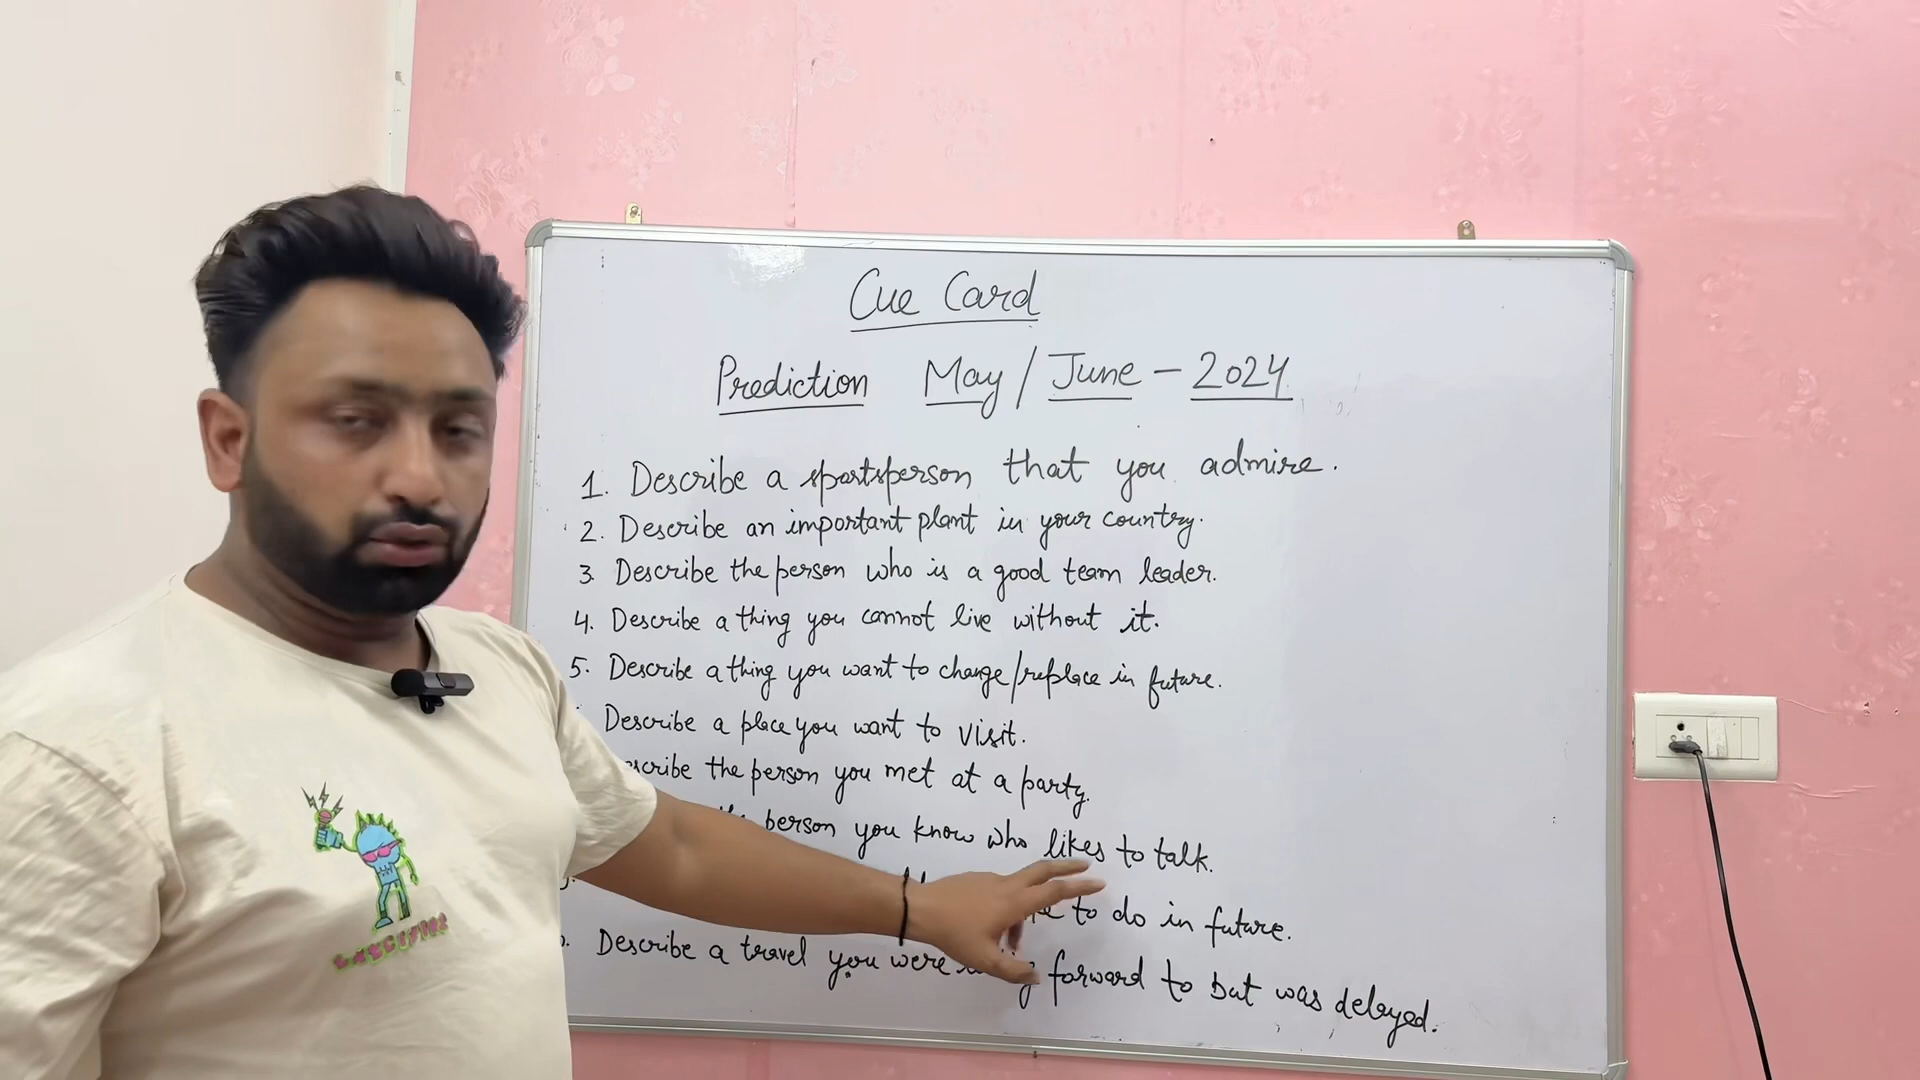 Cue Card
Prediction May / June - 2024
1. Describe a sportsperson that you admire.
2. Describe an important plant in your country.
3. Describe the person who is a good team leader.
4. Describe a thing you cannot live without it.
5. Describe a thing you want to change/replace in future.
Describe a place you want to visit.
the person you met at a party.
person you know who likes to talk.
to do in future.
Describe a travel you were forward to but was delayed.